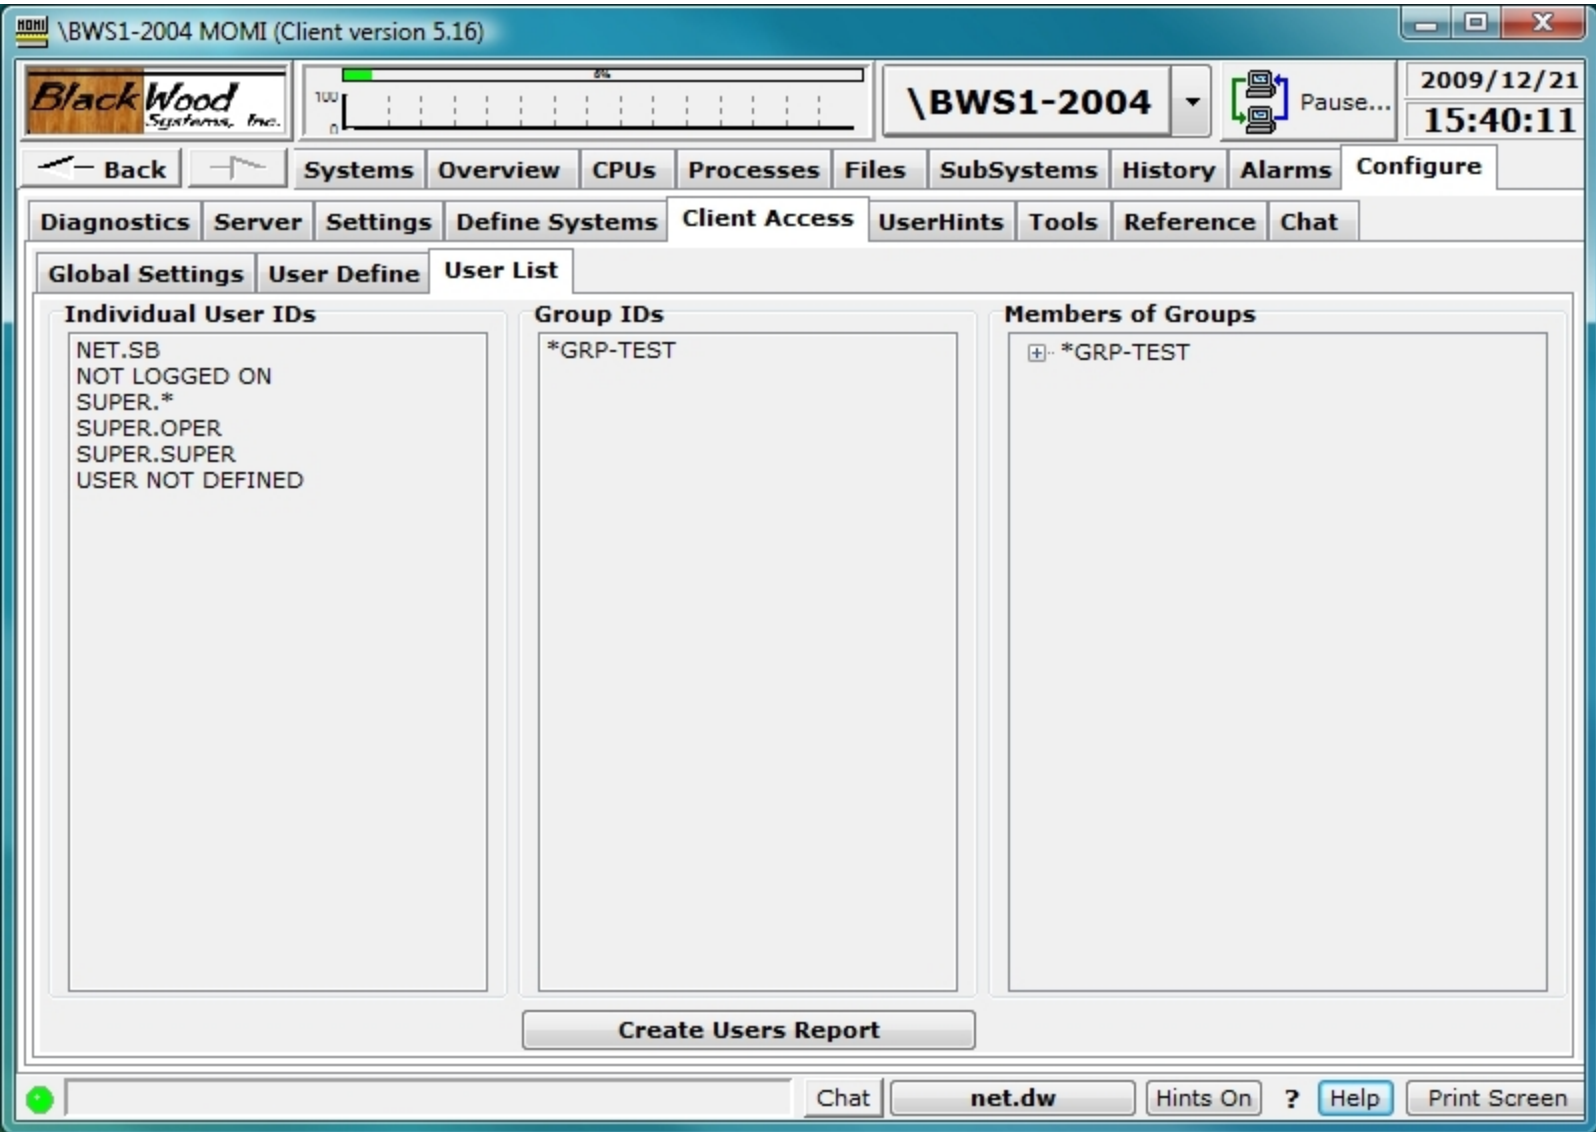 MOMI \BWS1-2004 MOMI (Client version 5.16)
BlackWood Systems, Inc.
6%
100
0
\BWS1-2004
Pause...
2009/12/21
15:40:11
Back Systems Overview CPUs Processes Files SubSystems History Alarms Configure
Diagnostics Server Settings Define Systems Client Access UserHints Tools Reference Chat
Global Settings User Define User List
Individual User IDs
NET.SB
NOT LOGGED ON
SUPER.*
SUPER.OPER
SUPER.SUPER
USER NOT DEFINED
Group IDs
*GRP-TEST
Members of Groups
*GRP-TEST
Create Users Report
Chat net.dw Hints On ? Help Print Screen